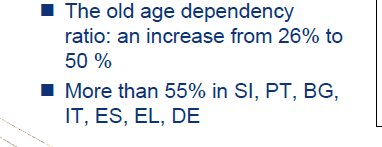 ■ The old age dependency
ratio: an increase from 26% to
50 %
■ More than 55% in SI, PT, BG,
IT, ES, EL, DE